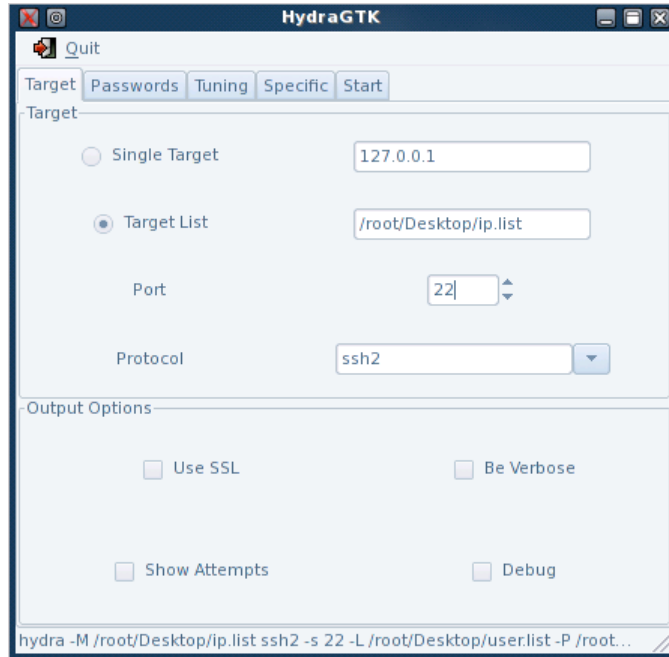 HydraGTK
Quit
Target Passwords Tuning Specific Start
Target
Single Target 127.0.0.1
Target List /root/Desktop/ip.list
Port 22
Protocol ssh2
Output Options
Use SSL Be Verbose
Show Attempts Debug
hydra -M /root/Desktop/ip.list ssh2 -s 22 -L /root/Desktop/user.list -P /root...